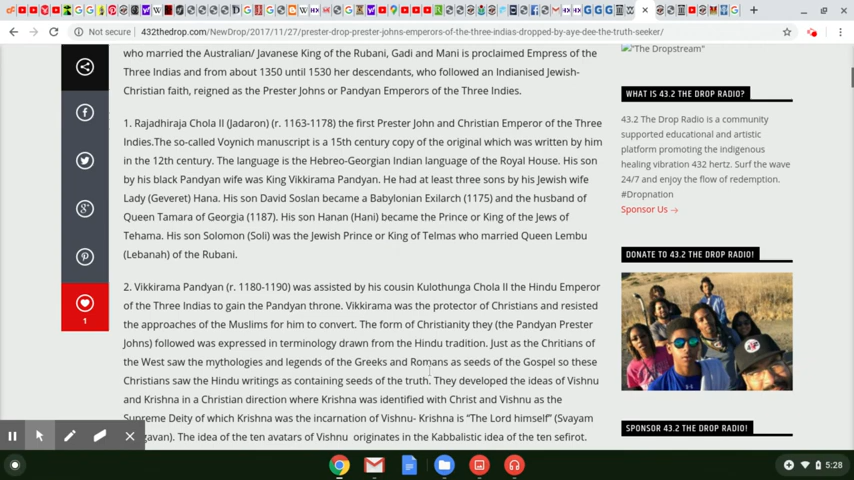 Not secure | 432thedrop.com/NewDrop/2017/11/27/prester-drop-prester-johns-emperors-of-the-three-indias-dropped-by-aye-dee-the-truth-seeker/
who married the Australian/ Javanese King of the Rubani, Gadi and Mani is proclaimed Empress of the
Three Indias and from about 1350 until 1530 her descendants, who followed an Indianised Jewish-
Christian faith, reigned as the Prester Johns or Pandyan Emperors of the Three Indies.
1. Rajadhiraja Chola II (Jadaron) (r. 1163-1178) the first Prester John and Christian Emperor of the Three
Indies.The so-called Voynich manuscript is a 15th century copy of the original which was written by him
in the 12th century. The language is the Hebreo-Georgian Indian language of the Royal House. His son
by his black Pandyan wife was King Vikkirama Pandyan. He had at least three sons by his Jewish wife
Lady (Geveret) Hana. His son David Soslan became a Babylonian Exilarch (1175) and the husband of
Queen Tamara of Georgia (1187). His son Hanan (Hani) became the Prince or King of the Jews of
Tehama. His son Solomon (Soli) was the Jewish Prince or King of Telmas who married Queen Lembu
(Lebanah) of the Rubani.
2. Vikkirama Pandyan (r. 1180-1190) was assisted by his cousin Kulothunga Chola II the Hindu Emperor
of the Three Indias to gain the Pandyan throne. Vikkirama was the protector of Christians and resisted
the approaches of the Muslims for him to convert. The form of Christianity they (the Pandyan Prester
Johns) followed was expressed in terminology drawn from the Hindu tradition. Just as the Chritians of
the West saw the mythologies and legends of the Greeks and Romans as seeds of the Gospel so these
Christians saw the Hindu writings as containing seeds of the truth. They developed the ideas of Vishnu
and Krishna in a Christian direction where Krishna was identified with Christ and Vishnu as the
Supreme Deity of which Krishna was the incarnation of Vishnu- Krishna is "The Lord himself" (Svayam
agavan). The idea of the ten avatars of Vishnu originates in the Kabbalistic idea of the ten sefirot.
1
"The Dropstream"
WHAT IS 43.2 THE DROP RADIO?
43.2 The Drop Radio is a community
supported educational and artistic
platform promoting the indigenous
healing vibration 432 hertz. Surf the wave
24/7 and enjoy the flow of redemption.
#Dropnation
Sponsor Us →
DONATE TO 43.2 THE DROP RADIO!
SPONSOR 43.2 THE DROP RADIO!
5:28